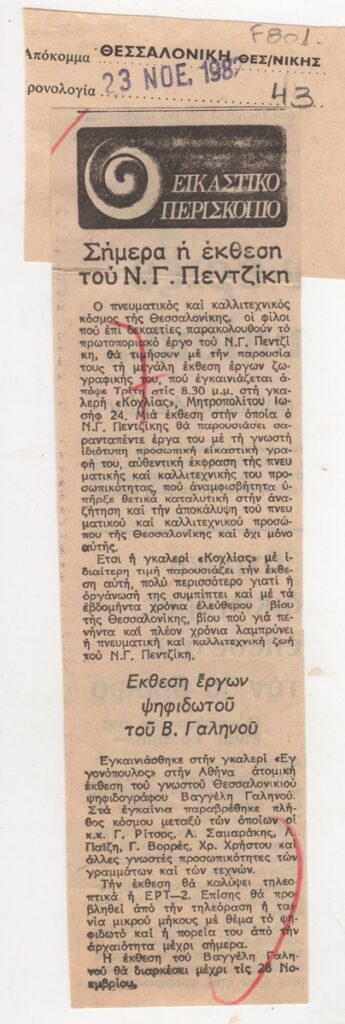 F801.
Απόκομμα ΘΕΣΣΑΛΟΝΙΚΗ ΘΕΣ/ΝΙΚΗΣ
ρονολογία 23 ΝΟΕ. 198
43
ΕΙΚΑΣΤΙΚΟ
ΠΕΡΙΣΚΟΠΙΟ
Σήμερα ή έκθεση
τοῦ Ν. Γ. Πεντζίκη
Ο πνευματικός καί καλλιτεχνικός
κόσμος τῆς Θεσσαλονίκης, οἱ φίλοι
πού ἐπί δεκαετίες παρακολουθοῦν τό
πρωτοποριακό ἔργο τοῦ Ν.Γ. Πεντζί
κη, θά τιμήσουν μέ τήν παρουσία
τους τή μεγάλη ἔκθεση ἔργων ζω-
γραφικής του, πού ἐγκαινιάζεται ἀ-
πόψε Τρίτη στίς 8.30 μ.μ. στή γκα-
λερή «Κοχλίας», Μητροπολίτου Ιω-
σήφ 24. Μιά ἔκθεση στήν ὁποία ὁ
Ν.Γ. Πεντζίκης θά παρουσιάσει σα-
ρανταπέντε ἔργα του μέ τή γνωστή
ἰδιότυπη προσωπική εἰκαστική γρα-
φή του, αὐθεντική ἔκφραση τῆς πνευ
ματικής καί καλλιτεχνικής του προ-
σωπικότητας, πού ἀναμφισβήτητα ὑ-
πῆρξε θετικά καταλυτική στήν ἀνα-
ζήτηση καί τήν ἀποκάλυψη τοῦ πνευ
ματικοῦ καί καλλιτεχνικοῦ προσώ-
που τῆς Θεσσαλονίκης καί ὄχι μόνο
αὐτῆς.
Ετσι ἡ γκαλερί «Κοχλίας» μέ ἰ-
διαίτερη τιμή παρουσιάζει τήν ἔκθε-
ση αὐτή, πολύ περισσότερο γιατί ἡ
ὀργάνωσή της συμπίπτει καί μέ τά
ἑβδομήντα χρόνια ἐλεύθερου βίου
τῆς Θεσσαλονίκης, βίου πού γιά πε-
νήντα καί πλέον χρόνια λαμπρύνει
ἡ πνευματική καί καλλιτεχνική ζωή
τοῦ Ν.Γ. Πεντζίκη.
Εκθεση ἔργων
ψηφιδωτοῦ
τοῦ Β. Γαληνοῦ
Εγκαινιάσθηκε στήν γκαλερί «Εγ
γονόπουλος» στήν Αθήνα ἀτομική
ἔκθεση τοῦ γνωστοῦ Θεσσαλονικιοῦ
ψηφιδογράφου Βαγγέλη Γαληνοῦ.
Στά ἐγκαίνια παραβρέθηκε πλῆ-
θος κόσμου μεταξύ τῶν ὁποίων οἱ
κ.κ. Γ. Ρίτσος, Α. Σαμαράκης, Α.
Παΐζη, Γ. Βορρές, Χρ. Χρήστου καί
ἄλλες γνωστές προσωπικότητες τῶν
γραμμάτων καί τῶν τεχνῶν.
Τήν ἔκθεση θά καλύψει τηλεο-
πτικά ἡ ΕΡΤ—2. Επίσης θά προ-
βληθεῖ ἀπό τήν τηλεόραση ἡ ται-
νία μικροῦ μήκους μέ θέμα τό ψη-
φιδωτό καί ἡ πορεία του ἀπό τήν
ἀρχαιότητα μέχρι σήμερα.
Η ἔκθεση τοῦ Βαγγέλη Γαλη-
νοῦ θά διαρκέσει μέχρι τίς 28 Νο-
εμβρίου.